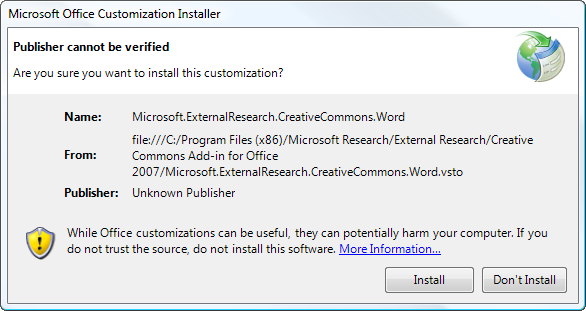 Microsoft Office Customization Installer
Publisher cannot be verified
Are you sure you want to install this customization?
Name: Microsoft.ExternalResearch.CreativeCommons.Word
file:///C:/Program Files (x86)/Microsoft Research/External Research/Creative
From: Commons Add-in for Office
2007/Microsoft.ExternalResearch.CreativeCommons.Word.vsto
Publisher: Unknown Publisher
While Office customizations can be useful, they can potentially harm your computer. If you
do not trust the source, do not install this software. More Information...
Install Don't Install